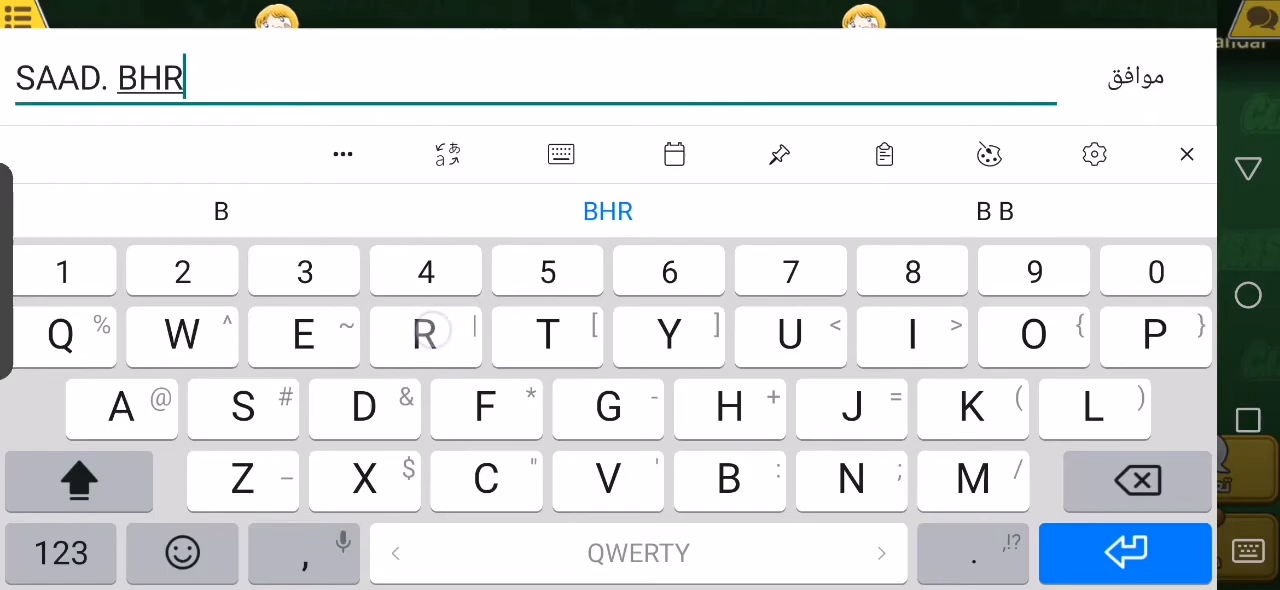 SAAD. BHR
موافق
B BHR B B
1 2 3 4 5 6 7 8 9 0
Q % W ^ E ~ R | T [ Y ] U < I > O { P }
A @ S # D & F * G - H + J = K ( L )
Z _ X $ C " V ' B : N ; M /
123 , < QWERTY > . ,!?